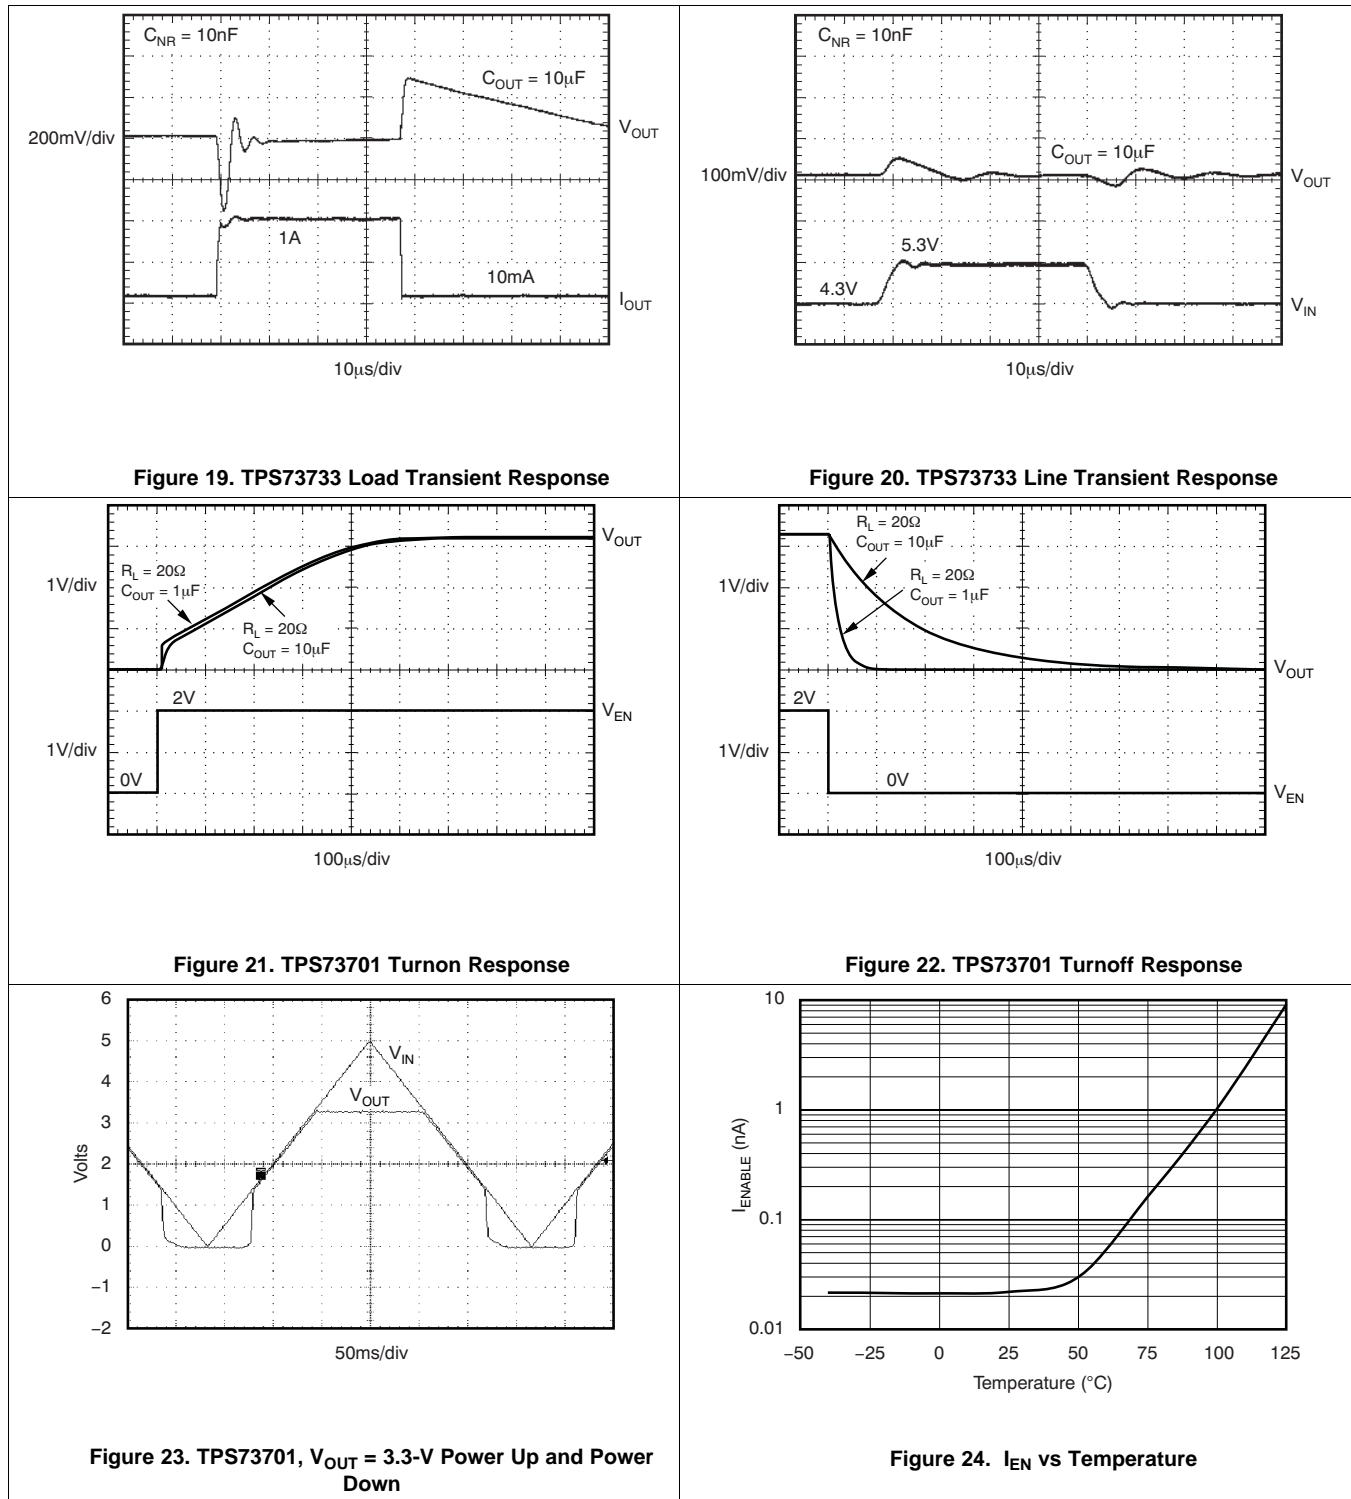 C_NR = 10nF
C_OUT = 10µF
200mV/div
V_OUT
1A
10mA
I_OUT
10µs/div
Figure 19. TPS73733 Load Transient Response
C_NR = 10nF
C_OUT = 10µF
100mV/div
V_OUT
5.3V
4.3V
V_IN
10µs/div
Figure 20. TPS73733 Line Transient Response
V_OUT
1V/div
R_L = 20Ω
C_OUT = 1µF
R_L = 20Ω
C_OUT = 10µF
2V
V_EN
1V/div
0V
100µs/div
Figure 21. TPS73701 Turnon Response
R_L = 20Ω
C_OUT = 10µF
R_L = 20Ω
C_OUT = 1µF
1V/div
V_OUT
2V
1V/div
0V
V_EN
100µs/div
Figure 22. TPS73701 Turnoff Response
6
5
4
3
2
1
0
−1
−2
Volts
V_IN
V_OUT
50ms/div
Figure 23. TPS73701, V_OUT = 3.3-V Power Up and Power
Down
10
1
0.1
0.01
I_ENABLE (nA)
−50 −25 0 25 50 75 100 125
Temperature (°C)
Figure 24. I_EN vs Temperature